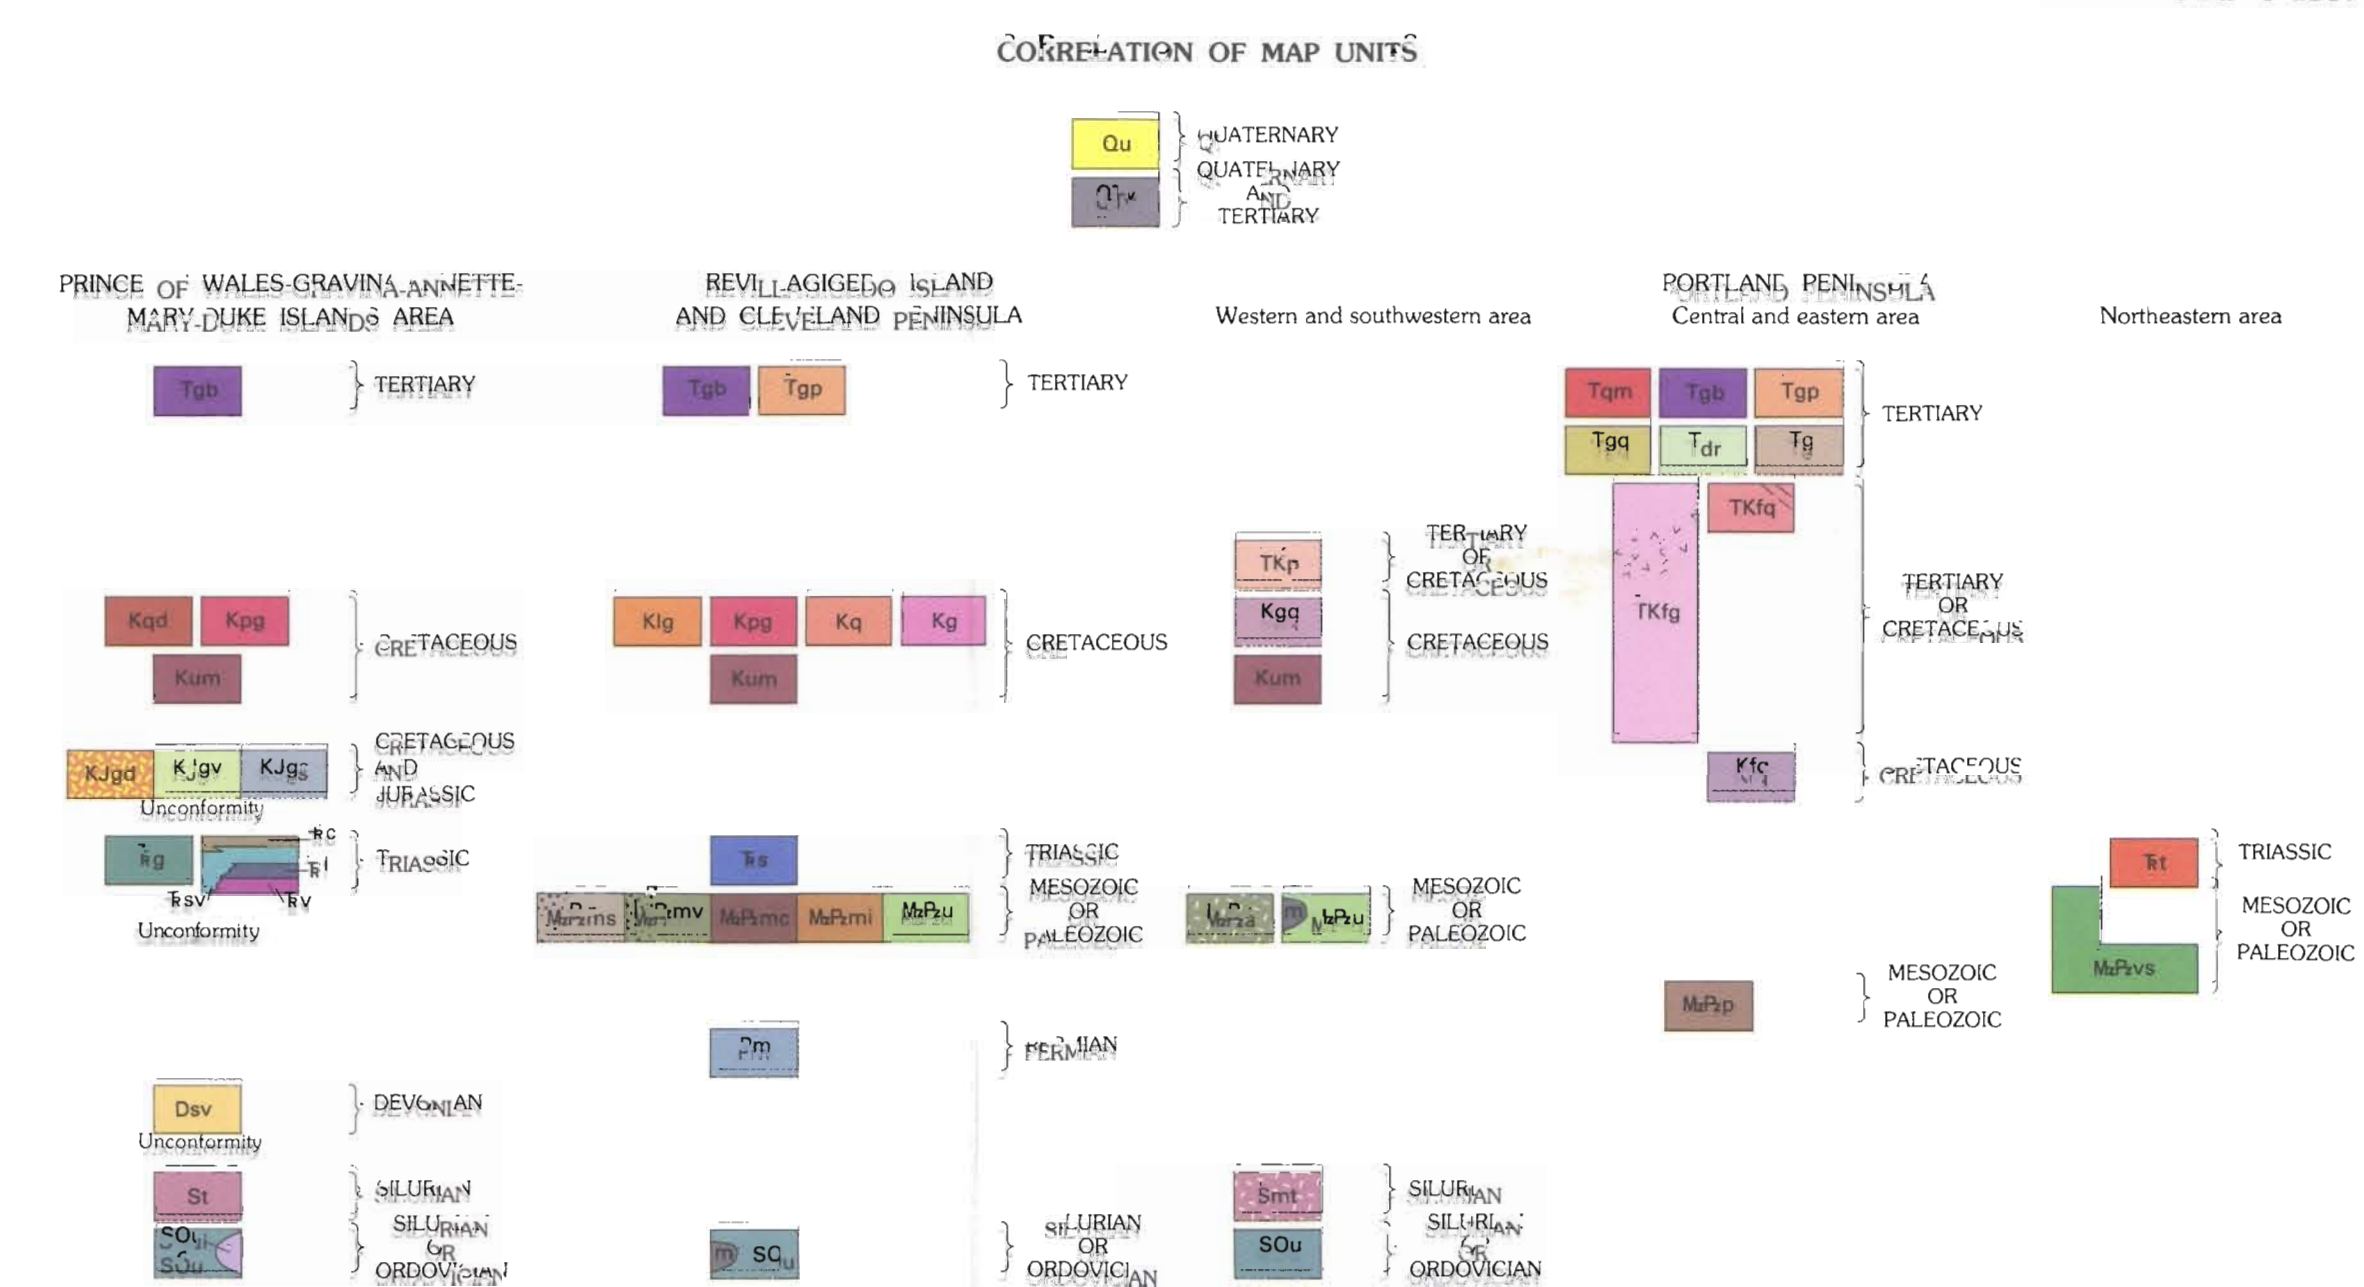 CORRELATION OF MAP UNITS
Qu
QUATERNARY
QUATERNARY
AND
TERTIARY
PRINCE OF WALES-GRAVINA-ANNETTE-
MARY-DUKE ISLANDS AREA
Tgb
TERTIARY
Kqd Kpg
CRETACEOUS
Kum
CRETACEOUS
AND
JURASSIC
KJgd KJgv KJgs
Unconformity
TRIASSIC
Unconformity
Dsv
DEVONIAN
Unconformity
St
SILURIAN
SILURIAN
OR
ORDOVICIAN
SOu
REVILLAGIGEDO ISLAND
AND CLEVELAND PENINSULA
Tgb Tgp
TERTIARY
Klg Kpg Kq Kg
CRETACEOUS
Kum
TRIASSIC
MESOZOIC
OR
PALEOZOIC
MzPzmc MzPzmi MzPzu
Pm
PERMIAN
m SOu
SILURIAN
OR
ORDOVICIAN
PORTLAND PENINSULA
Western and southwestern area
TKp
TERTIARY
OR
CRETACEOUS
Kgq
CRETACEOUS
Kum
m MzPzu
MESOZOIC
OR
PALEOZOIC
Smt
SILURIAN
SOu
SILURIAN
OR
ORDOVICIAN
Central and eastern area
Tqm Tgb Tgp
TERTIARY
Tgq Tdr Tg
TKfq
TKfg
TERTIARY
OR
CRETACEOUS
Kfq
CRETACEOUS
MzPzp
MESOZOIC
OR
PALEOZOIC
Northeastern area
TRIASSIC
MESOZOIC
OR
PALEOZOIC
MzPzvs